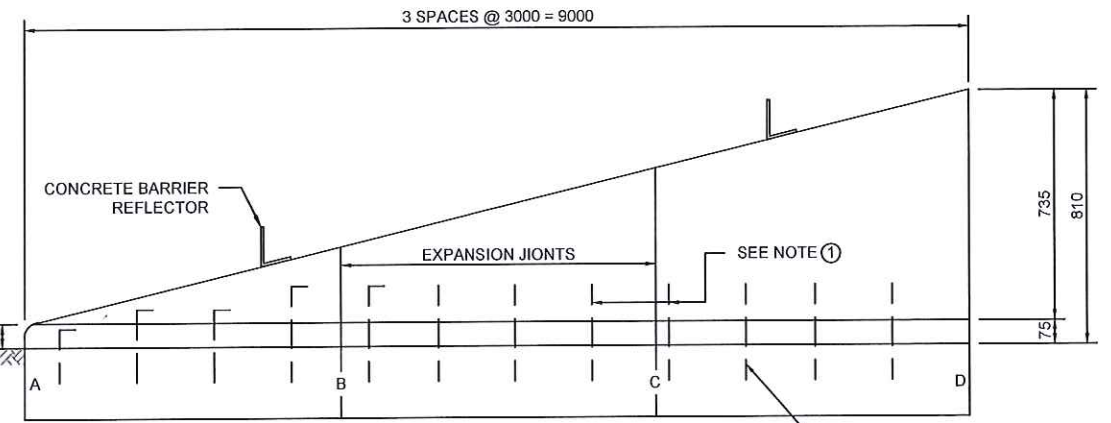 3 SPACES @ 3000 = 9000
CONCRETE BARRIER
REFLECTOR
EXPANSION JIONTS
SEE NOTE ①
735
810
75
A
B
C
D